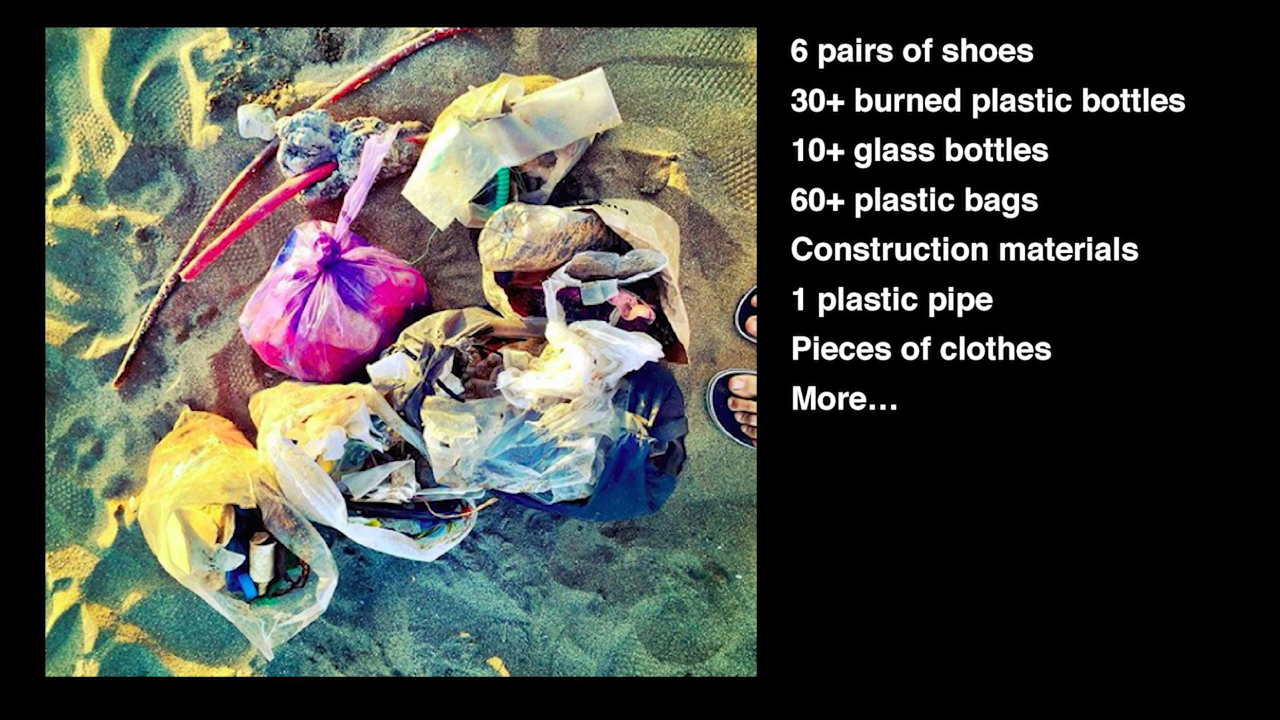 6 pairs of shoes
30+ burned plastic bottles
10+ glass bottles
60+ plastic bags
Construction materials
1 plastic pipe
Pieces of clothes
More…